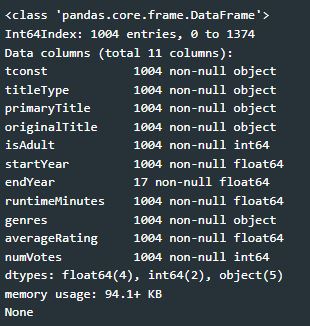 <class 'pandas.core.frame.DataFrame'>
Int64Index: 1004 entries, 0 to 1374
Data columns (total 11 columns):
tconst            1004 non-null object
titleType         1004 non-null object
primaryTitle      1004 non-null object
originalTitle     1004 non-null object
isAdult           1004 non-null int64
startYear         1004 non-null float64
endYear           17 non-null float64
runtimeMinutes    1004 non-null float64
genres            1004 non-null object
averageRating     1004 non-null float64
numVotes          1004 non-null int64
dtypes: float64(4), int64(2), object(5)
memory usage: 94.1+ KB
None